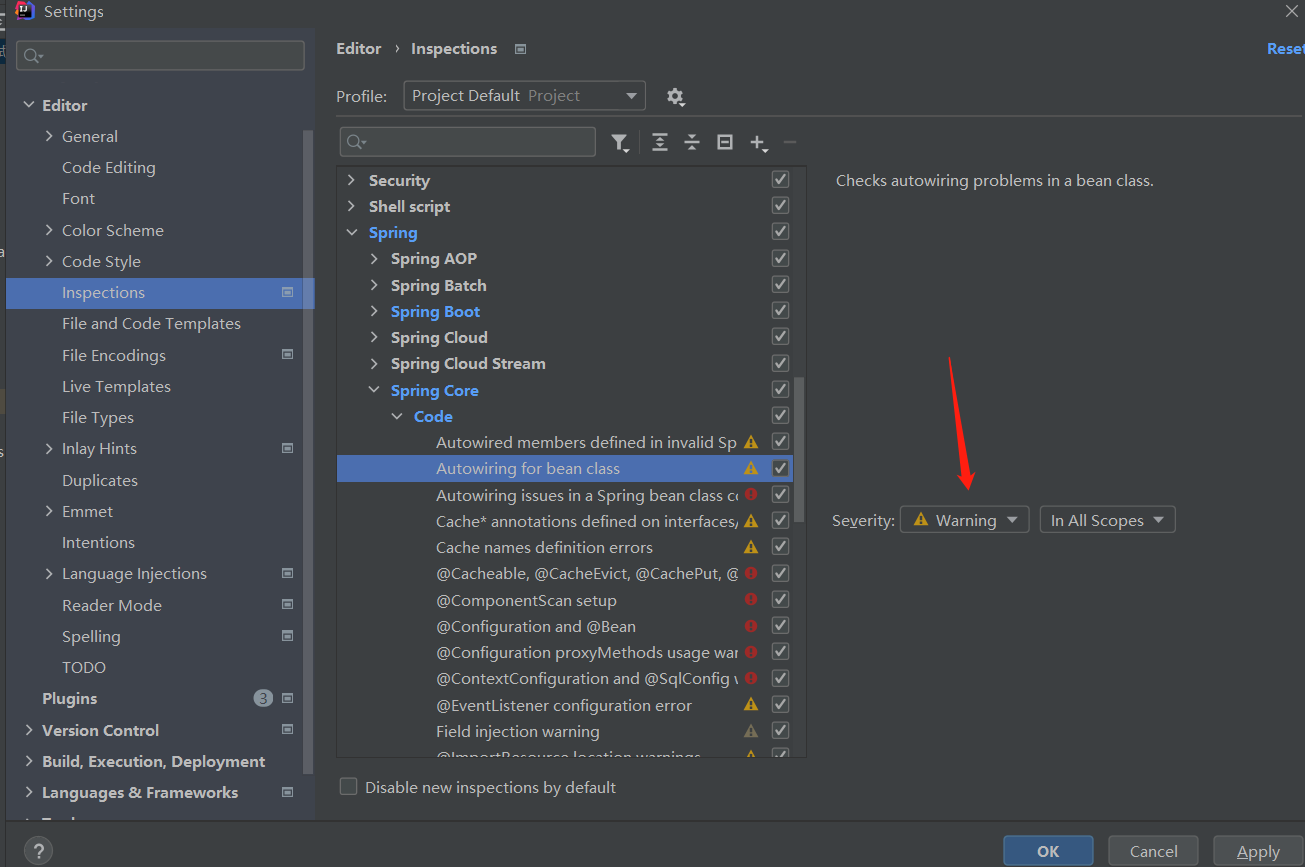 Settings
Editor › Inspections
Reset
Profile: Project Default Project
Editor
General
Code Editing
Font
Color Scheme
Code Style
Inspections
File and Code Templates
File Encodings
Live Templates
File Types
Inlay Hints
Duplicates
Emmet
Intentions
Language Injections
Reader Mode
Spelling
TODO
Plugins 3
Version Control
Build, Execution, Deployment
Languages & Frameworks
Security
Shell script
Spring
Spring AOP
Spring Batch
Spring Boot
Spring Cloud
Spring Cloud Stream
Spring Core
Code
Autowired members defined in invalid Sp
Autowiring for bean class
Autowiring issues in a Spring bean class
Cache* annotations defined on interfaces/
Cache names definition errors
@Cacheable, @CacheEvict, @CachePut, @
@ComponentScan setup
@Configuration and @Bean
@Configuration proxyMethods usage war
@ContextConfiguration and @SqlConfig
@EventListener configuration error
Field injection warning
@ImportResource location warnings
Disable new inspections by default
Checks autowiring problems in a bean class.
Severity: Warning In All Scopes
?
OK Cancel Apply